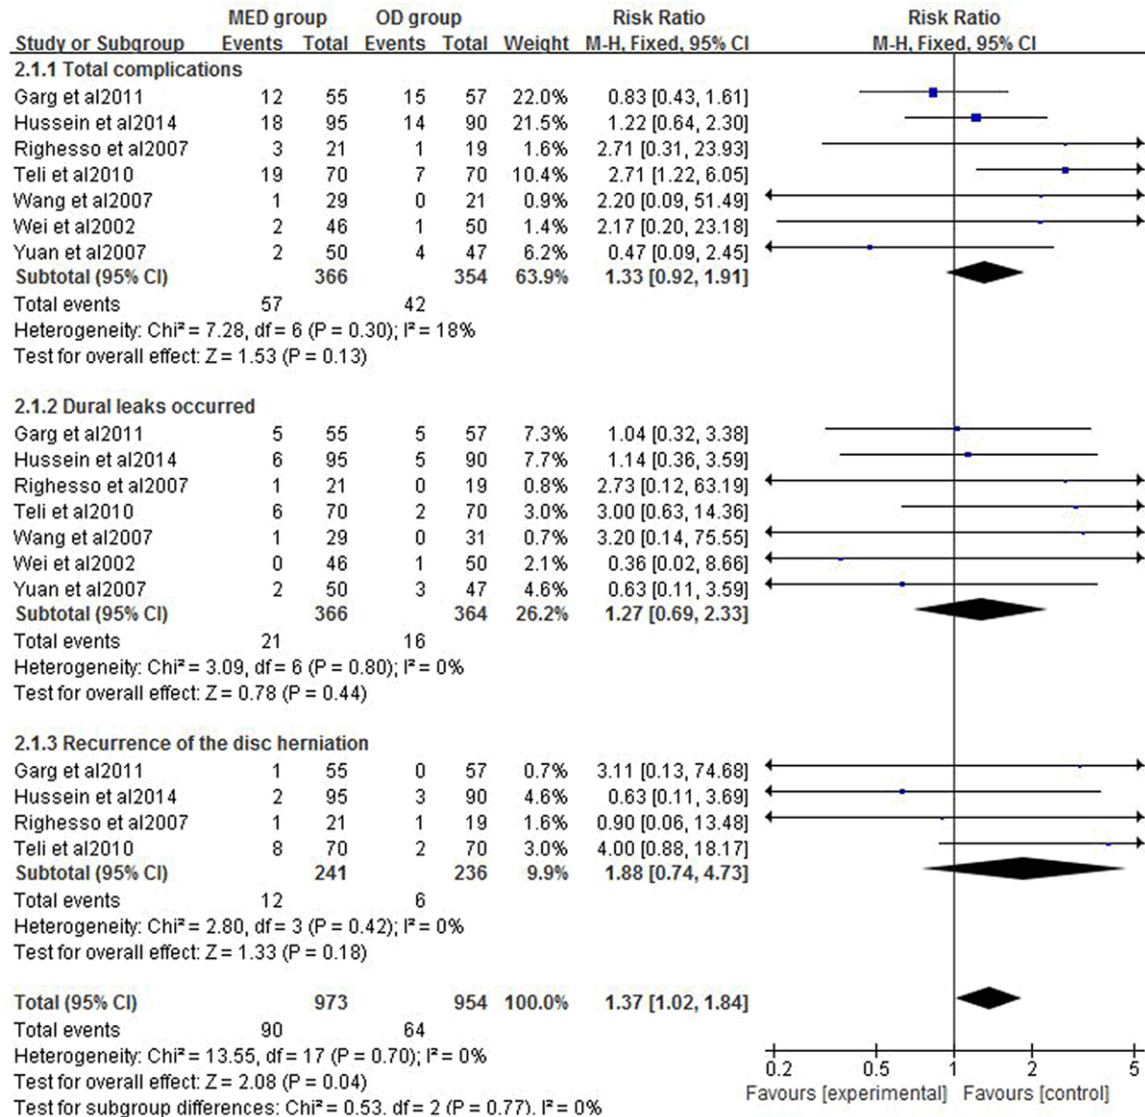 MED group OD group Risk Ratio Risk Ratio
Study or Subgroup Events Total Events Total Weight M-H, Fixed, 95% CI M-H, Fixed, 95% CI
2.1.1 Total complications
Garg et al2011 12 55 15 57 22.0% 0.83 [0.43, 1.61]
Hussein et al2014 18 95 14 90 21.5% 1.22 [0.64, 2.30]
Righesso et al2007 3 21 1 19 1.6% 2.71 [0.31, 23.93]
Teli et al2010 19 70 7 70 10.4% 2.71 [1.22, 6.05]
Wang et al2007 1 29 0 21 0.9% 2.20 [0.09, 51.49]
Wei et al2002 2 46 1 50 1.4% 2.17 [0.20, 23.18]
Yuan et al2007 2 50 4 47 6.2% 0.47 [0.09, 2.45]
Subtotal (95% CI) 366 354 63.9% 1.33 [0.92, 1.91]
Total events 57 42
Heterogeneity: Chi² = 7.28, df = 6 (P = 0.30); I² = 18%
Test for overall effect: Z = 1.53 (P = 0.13)
2.1.2 Dural leaks occurred
Garg et al2011 5 55 5 57 7.3% 1.04 [0.32, 3.38]
Hussein et al2014 6 95 5 90 7.7% 1.14 [0.36, 3.59]
Righesso et al2007 1 21 0 19 0.8% 2.73 [0.12, 63.19]
Teli et al2010 6 70 2 70 3.0% 3.00 [0.63, 14.36]
Wang et al2007 1 29 0 31 0.7% 3.20 [0.14, 75.55]
Wei et al2002 0 46 1 50 2.1% 0.36 [0.02, 8.66]
Yuan et al2007 2 50 3 47 4.6% 0.63 [0.11, 3.59]
Subtotal (95% CI) 366 364 26.2% 1.27 [0.69, 2.33]
Total events 21 16
Heterogeneity: Chi² = 3.09, df = 6 (P = 0.80); I² = 0%
Test for overall effect: Z = 0.78 (P = 0.44)
2.1.3 Recurrence of the disc herniation
Garg et al2011 1 55 0 57 0.7% 3.11 [0.13, 74.68]
Hussein et al2014 2 95 3 90 4.6% 0.63 [0.11, 3.69]
Righesso et al2007 1 21 1 19 1.6% 0.90 [0.06, 13.48]
Teli et al2010 8 70 2 70 3.0% 4.00 [0.88, 18.17]
Subtotal (95% CI) 241 236 9.9% 1.88 [0.74, 4.73]
Total events 12 6
Heterogeneity: Chi² = 2.80, df = 3 (P = 0.42); I² = 0%
Test for overall effect: Z = 1.33 (P = 0.18)
Total (95% CI) 973 954 100.0% 1.37 [1.02, 1.84]
Total events 90 64
Heterogeneity: Chi² = 13.55, df = 17 (P = 0.70); I² = 0%
Test for overall effect: Z = 2.08 (P = 0.04)
Test for subgroup differences: Chi² = 0.53. df = 2 (P = 0.77). I² = 0%
0.2 0.5 1 2 5
Favours [experimental] Favours [control]